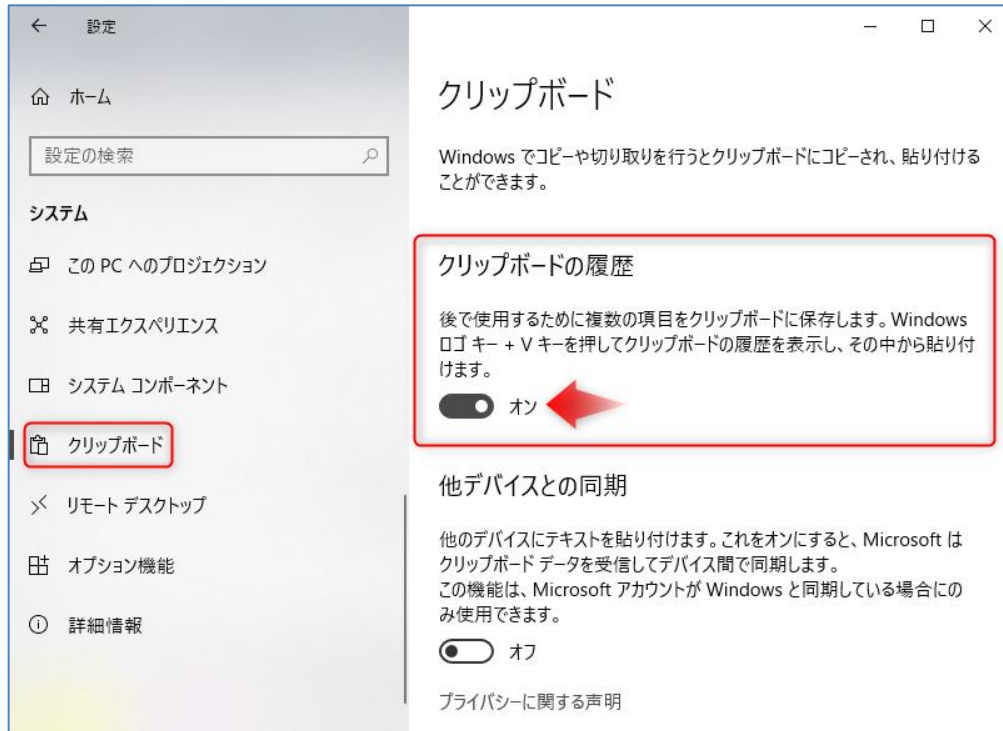 設定
ホーム
設定の検索
システム
この PC へのプロジェクション
共有エクスペリエンス
システム コンポーネント
クリップボード
リモート デスクトップ
オプション機能
詳細情報
クリップボード
Windows でコピーや切り取りを行うとクリップボードにコピーされ、貼り付ける
ことができます。
クリップボードの履歴
後で使用するために複数の項目をクリップボードに保存します。Windows
ロゴ キー + V キーを押してクリップボードの履歴を表示し、その中から貼り付
けます。
オン
他デバイスとの同期
他のデバイスにテキストを貼り付けます。これをオンにすると、Microsoft は
クリップボード データを受信してデバイス間で同期します。
この機能は、Microsoft アカウントが Windows と同期している場合にの
み使用できます。
オフ
プライバシーに関する声明